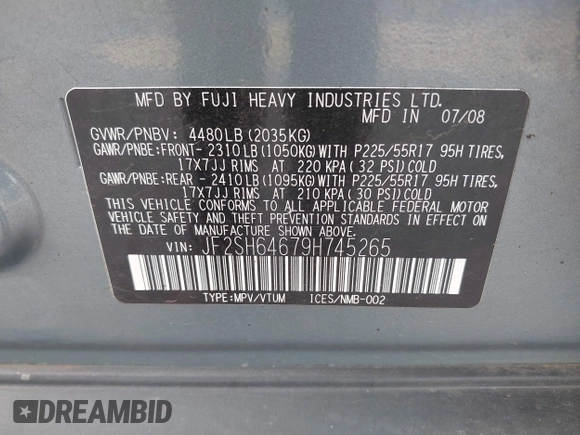 MFD BY FUJI HEAVY INDUSTRIES LTD.
MFD IN 07/08
GVWR/PNBV: 4480LB (2035KG)
GAWR/PNBE:FRONT- 2310LB(1050KG)WITH P225/55R17 95H TIRES,
17X7JJ RIMS AT 220 KPA (32 PSI)COLD
GAWR/PNBE:REAR - 2410LB(1095KG)WITH P225/55R17 95H TIRES,
17X7JJ RIMS AT 210 KPA (30 PSI)COLD
THIS VEHICLE CONFORMS TO ALL APPLICABLE FEDERAL MOTOR
VEHICLE SAFETY AND THEFT PREVENTION STANDARDS IN EFFECT ON
THE DATE OF MANUFACTURE SHOWN ABOVE.
VIN: JF2SH64679H745265
TYPE:MPV/VTUM ICES/NMB-002
DREAMBID